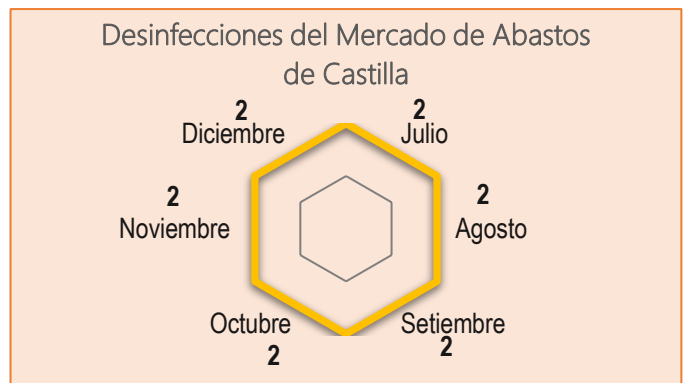 Desinfecciones del Mercado de Abastos
de Castilla
2
Diciembre
2
Julio
2
Noviembre
2
Agosto
Octubre
2
Setiembre
2